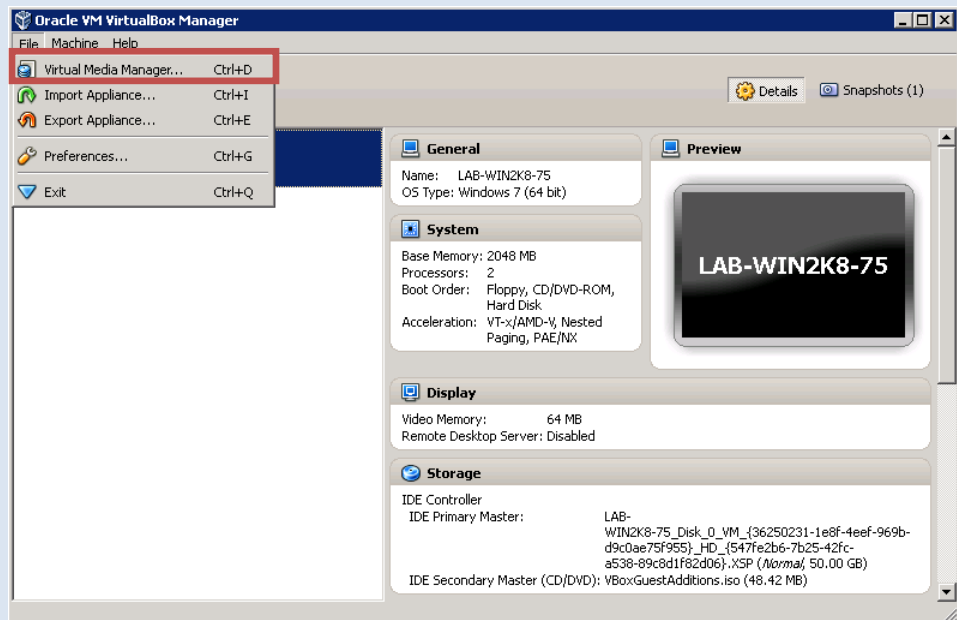 Oracle VM VirtualBox Manager
File Machine Help
Virtual Media Manager... Ctrl+D
Import Appliance... Ctrl+I
Export Appliance... Ctrl+E
Preferences... Ctrl+G
Exit Ctrl+Q
Details Snapshots (1)
General
Name: LAB-WIN2K8-75
OS Type: Windows 7 (64 bit)
System
Base Memory: 2048 MB
Processors: 2
Boot Order: Floppy, CD/DVD-ROM,
Hard Disk
Acceleration: VT-x/AMD-V, Nested
Paging, PAE/NX
Preview
LAB-WIN2K8-75
Display
Video Memory: 64 MB
Remote Desktop Server: Disabled
Storage
IDE Controller
IDE Primary Master: LAB-
WIN2K8-75_Disk_0_VM_{36250231-1e8f-4eef-969b-
d9c0ae75f955}_HD_{547fe2b6-7b25-42fc-
a538-89c8d1f82d06}.XSP (Normal, 50.00 GB)
IDE Secondary Master (CD/DVD): VBoxGuestAdditions.iso (48.42 MB)